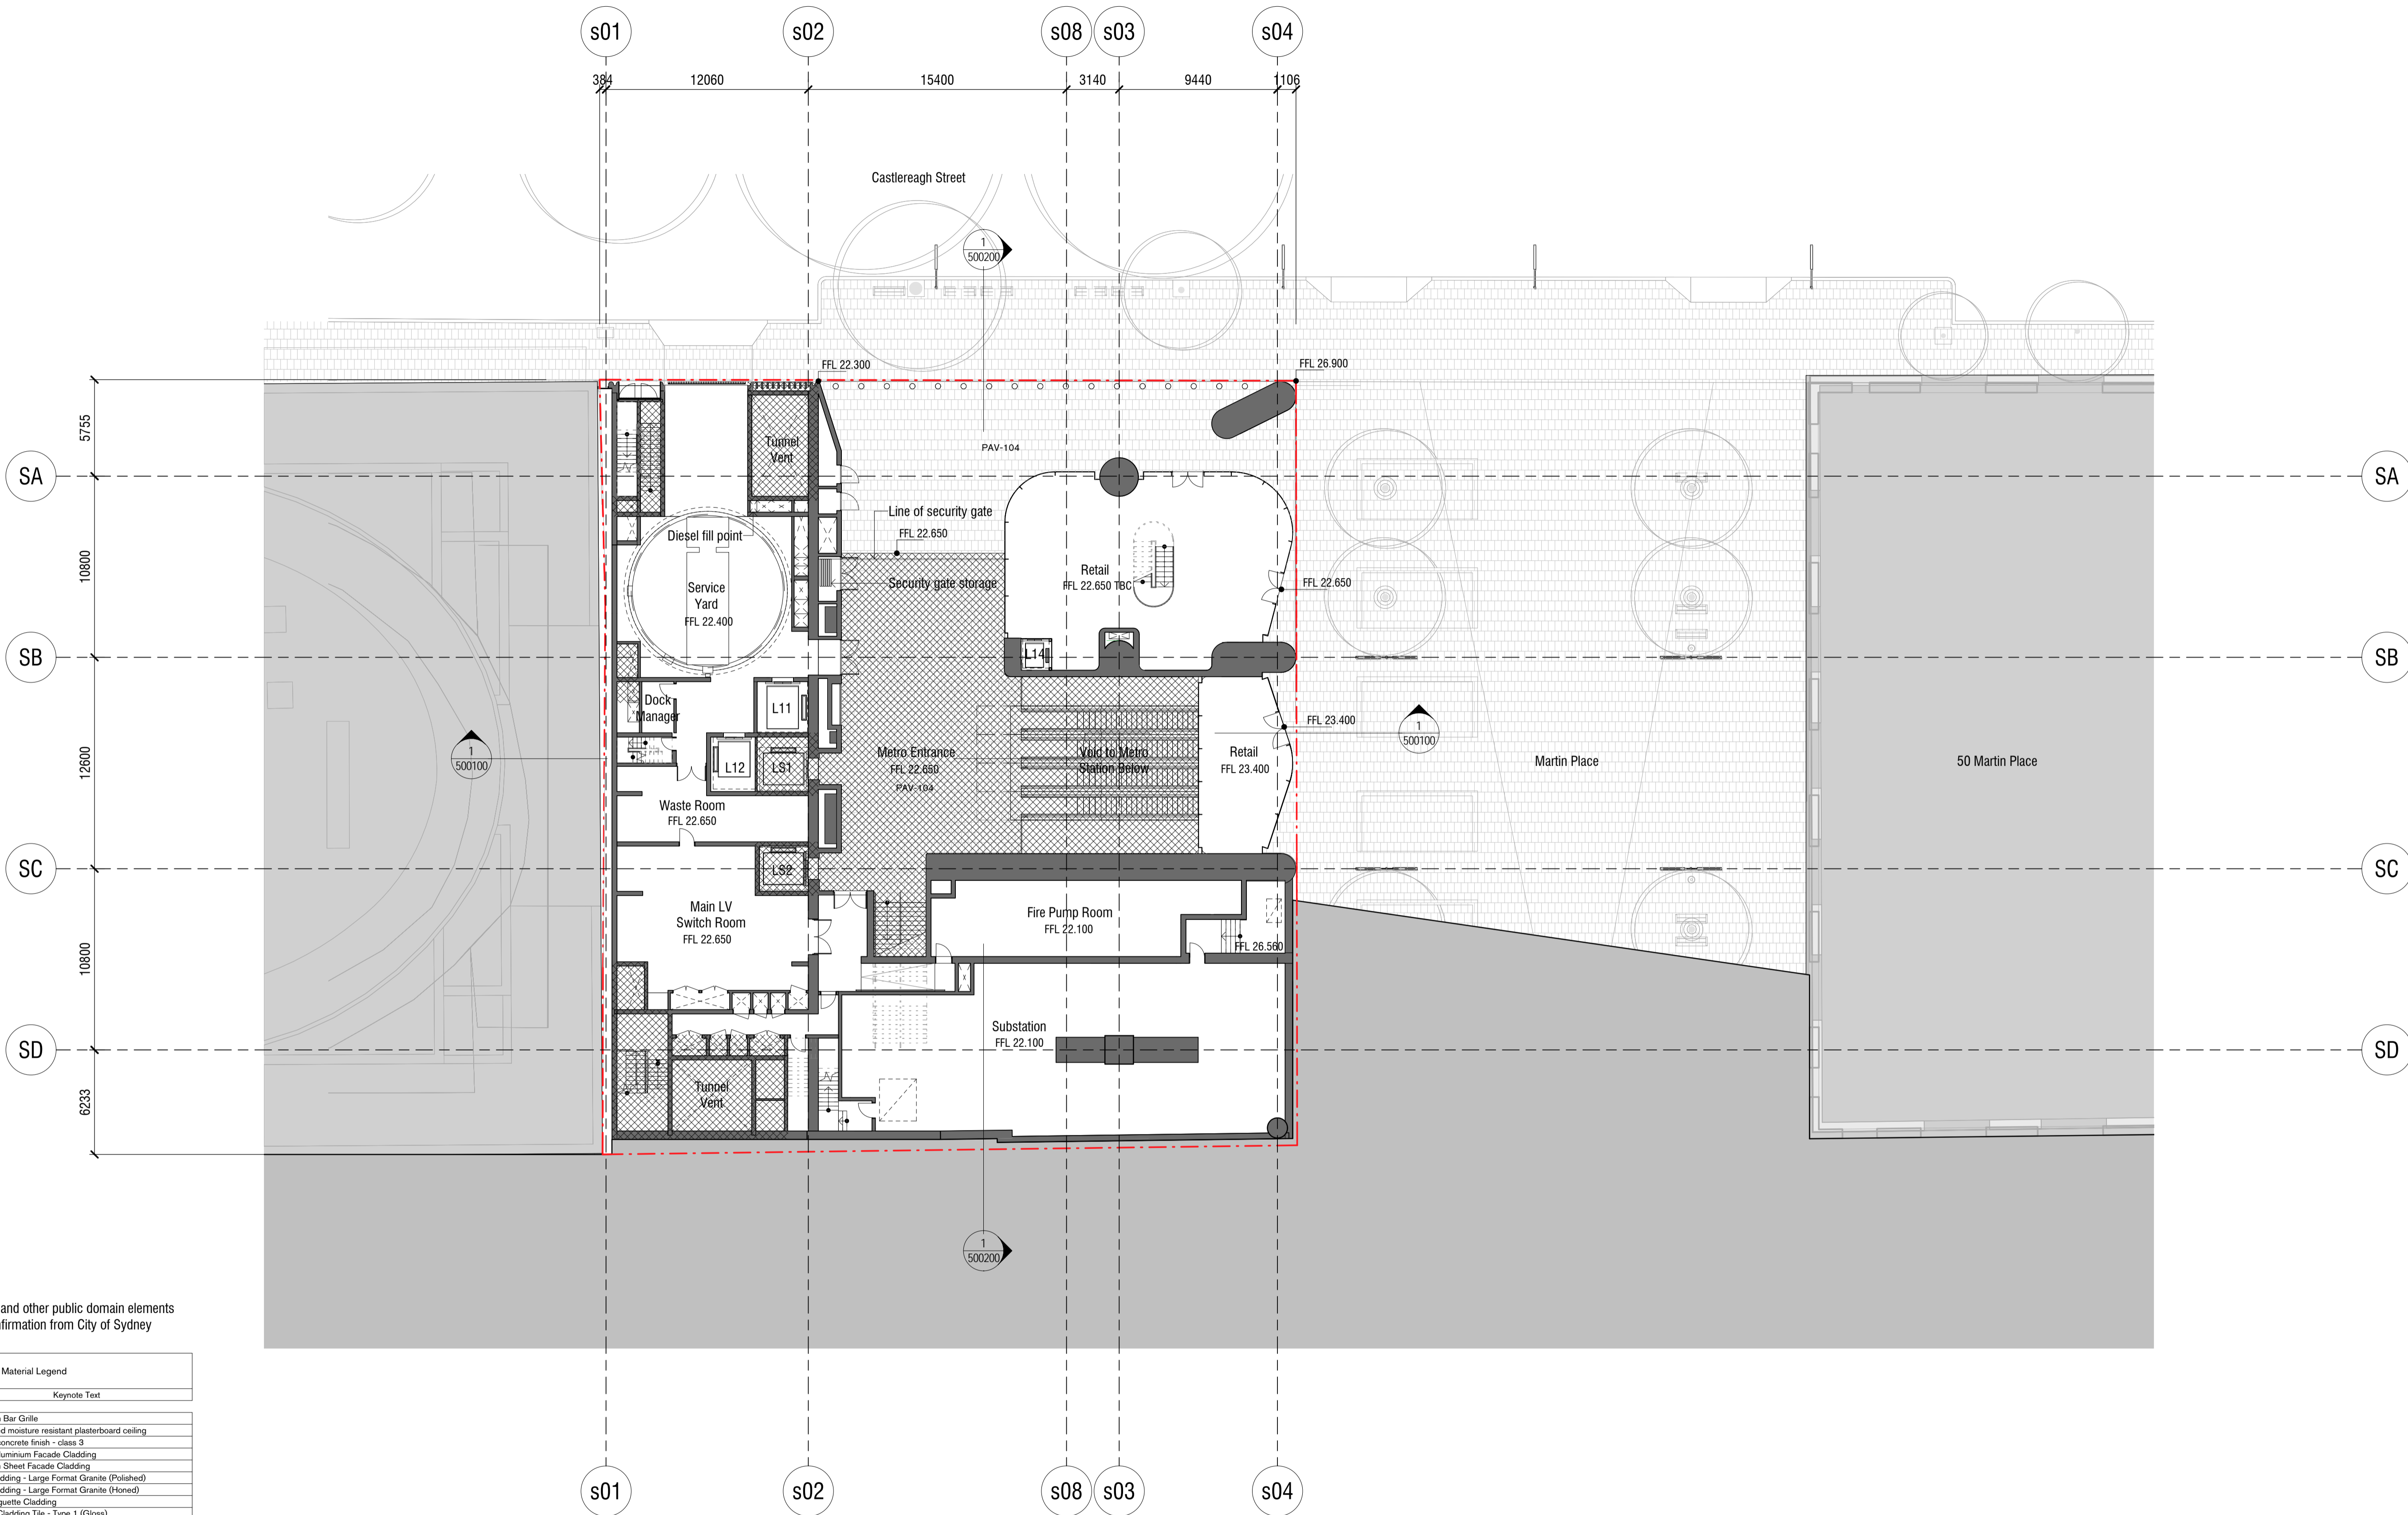 s01
s02
s08
s03
s04
384
12060
15400
3140
9440
1106
Castlereagh Street
1
500200
FFL 22.300
FFL 26.900
5755
Tunnel
Vent
PAV-104
SA
SA
Line of security gate
FFL 22.650
Diesel fill point
10800
Retail
FFL 22.650 TBC
FFL 22.650
Security gate storage
Service
Yard
FFL 22.400
SB
L14
SB
Dock
Manager
L11
FFL 23.400
1
500100
Metro Entrance
FFL 22.650
Void to Metro
Station Below
Retail
FFL 23.400
1
500100
Martin Place
50 Martin Place
12600
L12
LS1
PAV-104
Waste Room
FFL 22.650
SC
LS2
SC
Main LV
Switch Room
FFL 22.650
Fire Pump Room
FFL 22.100
FFL 26.560
10800
Substation
FFL 22.100
SD
SD
Tunnel
Vent
6233
1
500200
and other public domain elements
from City of Sydney
Material Legend
Keynote Text
Bar Grille
moisture resistant plasterboard ceiling
concrete finish - class 3
Facade Cladding
Sheet Facade Cladding
- Large Format Granite (Polished)
- Large Format Granite (Honed)
Cladding
Cladding Tile - Type 1 (Gloss)
s01
s02
s08
s03
s04